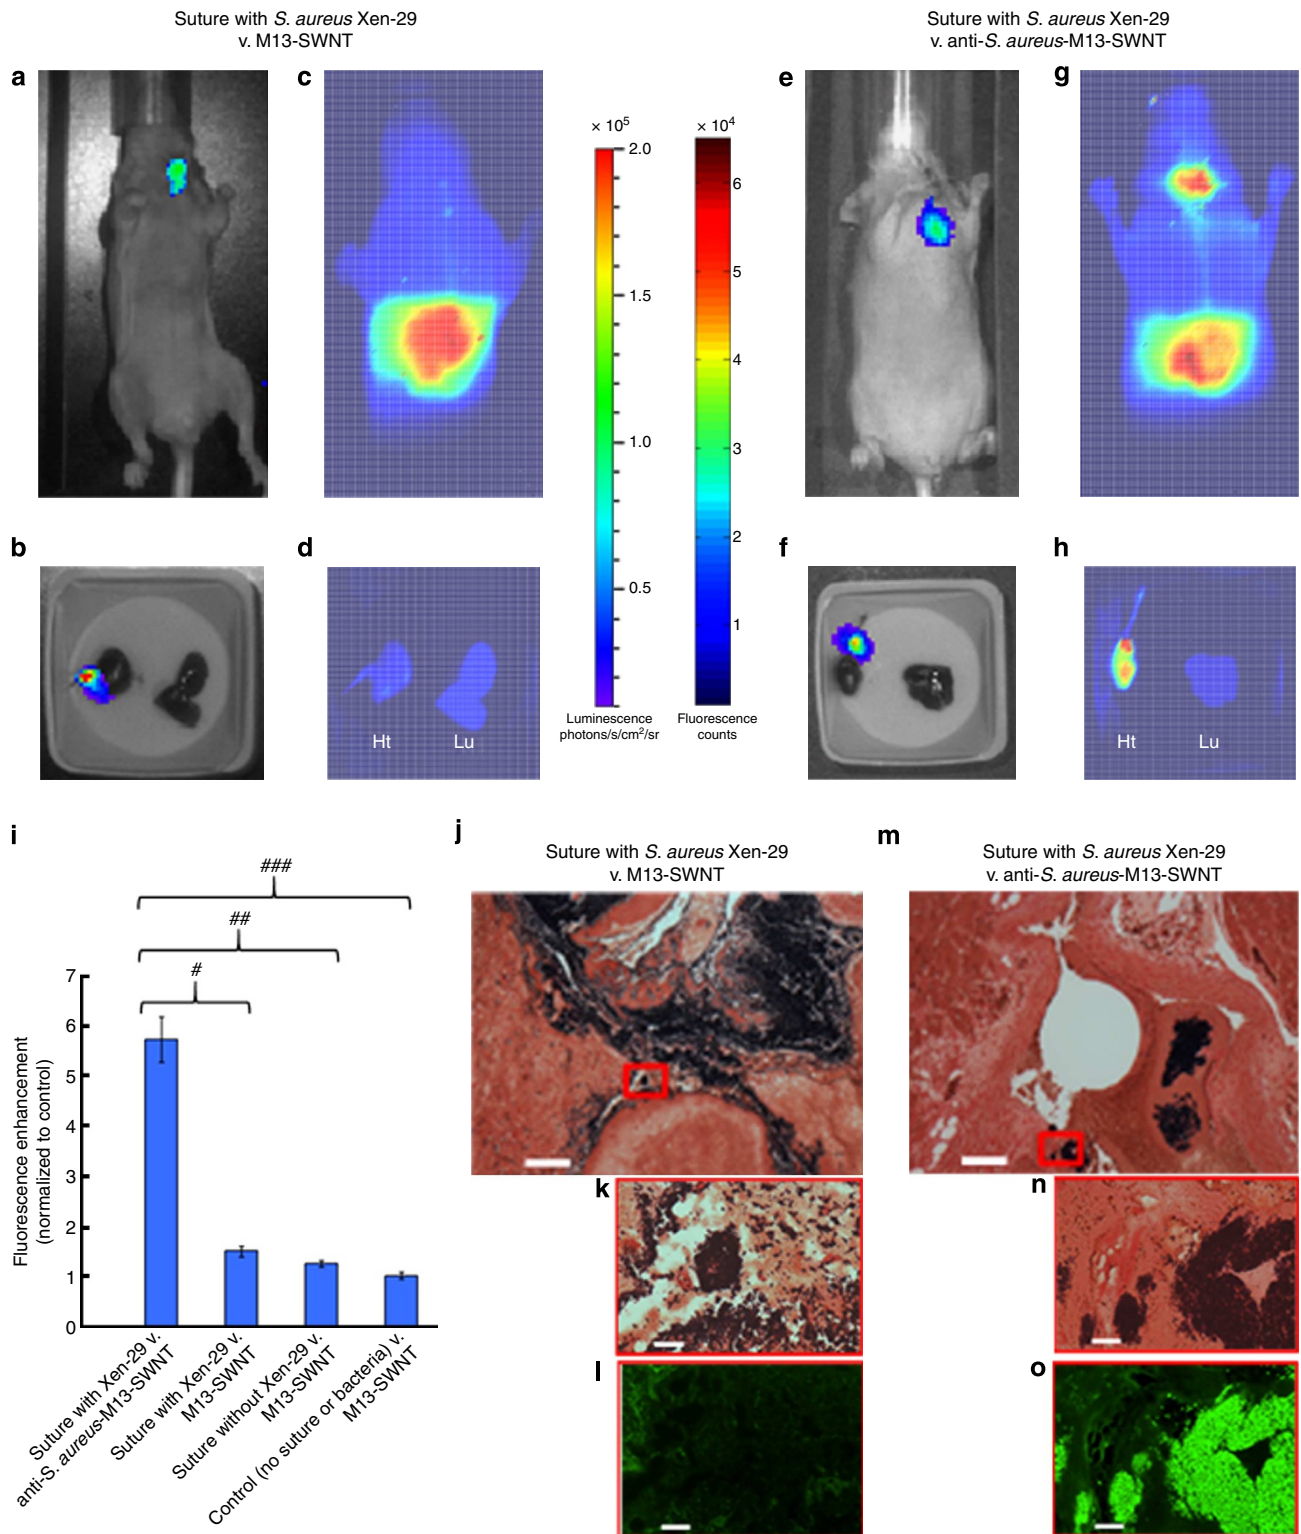 Suture with S. aureus Xen-29
v. M13-SWNT
Suture with S. aureus Xen-29
v. anti-S. aureus-M13-SWNT
a
c
e
g
× 10⁵
2.0
1.5
1.0
0.5
Luminescence
photons/s/cm²/sr
× 10⁴
6
5
4
3
2
1
Fluorescence
counts
b
d
Ht
Lu
f
h
Ht
Lu
i
###
##
#
Fluorescence enhancement
(normalized to control)
7
6
5
4
3
2
1
0
Suture with Xen-29 v.
anti-S. aureus-M13-SWNT
Suture with Xen-29 v.
M13-SWNT
Suture without Xen-29 v.
M13-SWNT
Control (no suture or bacteria) v.
M13-SWNT
j
Suture with S. aureus Xen-29
v. M13-SWNT
k
l
m
Suture with S. aureus Xen-29
v. anti-S. aureus-M13-SWNT
n
o